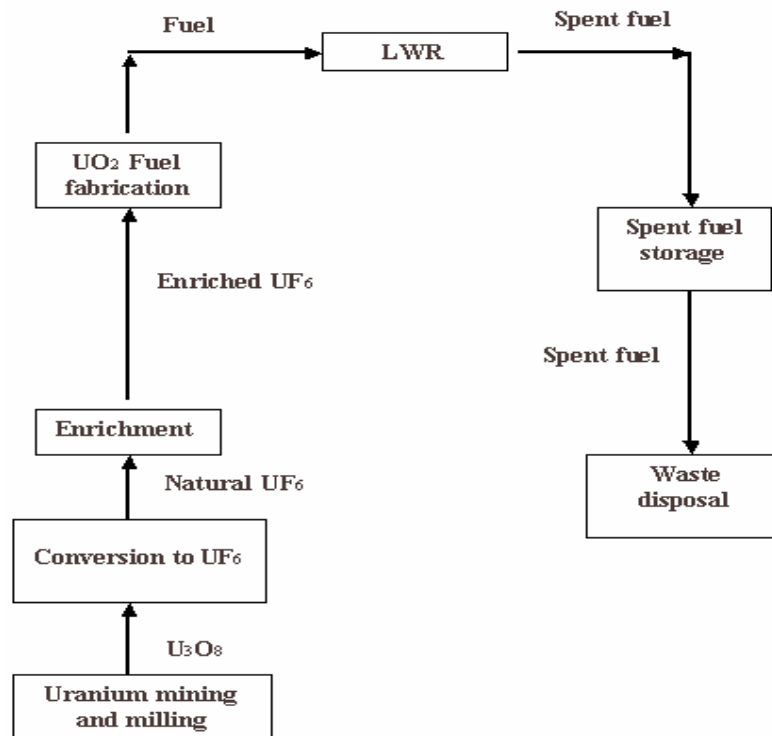 Fuel
LWR
Spent fuel
UO₂ Fuel
fabrication
Spent fuel
storage
Enriched UF₆
Spent fuel
Enrichment
Natural UF₆
Waste
disposal
Conversion to UF₆
U₃O₈
Uranium mining
and milling